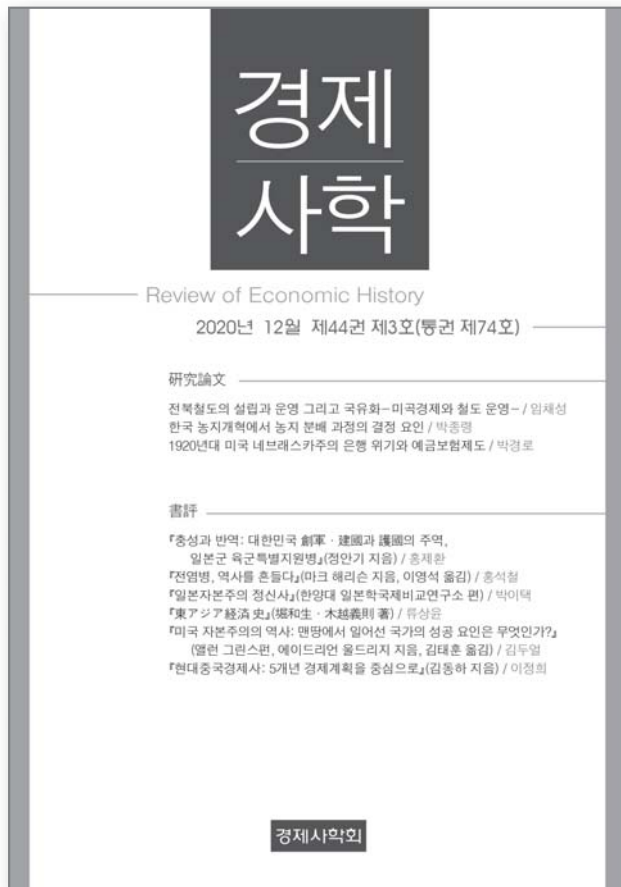 경제
사학
Review of Economic History
2020년 12월 제44권 제3호(통권 제74호)
硏究論文
전북철도의 설립과 운영 그리고 국유화-미곡경제와 철도 운영- / 임채성
한국 농지개혁에서 농지 분배 과정의 결정 요인 / 박종령
1920년대 미국 네브래스카주의 은행 위기와 예금보험제도 / 박경로
書評
『충성과 반역: 대한민국 創軍 · 建國과 護國의 주역,
일본군 육군특별지원병』(정안기 지음) / 홍제환
『전염병, 역사를 흔들다』(마크 해리슨 지음, 이영석 옮김) / 홍석철
『일본자본주의 정신사』(한양대 일본학국제비교연구소 편) / 박이택
『東アジア経済史』(堀和生 · 木越義則 著) / 류상윤
『미국 자본주의의 역사: 맨땅에서 일어선 국가의 성공 요인은 무엇인가?』
(앨런 그린스펀, 에이드리언 울드리지 지음, 김태훈 옮김) / 김두얼
『현대중국경제사: 5개년 경제계획을 중심으로』(김동하 지음) / 이정희
경제사학회